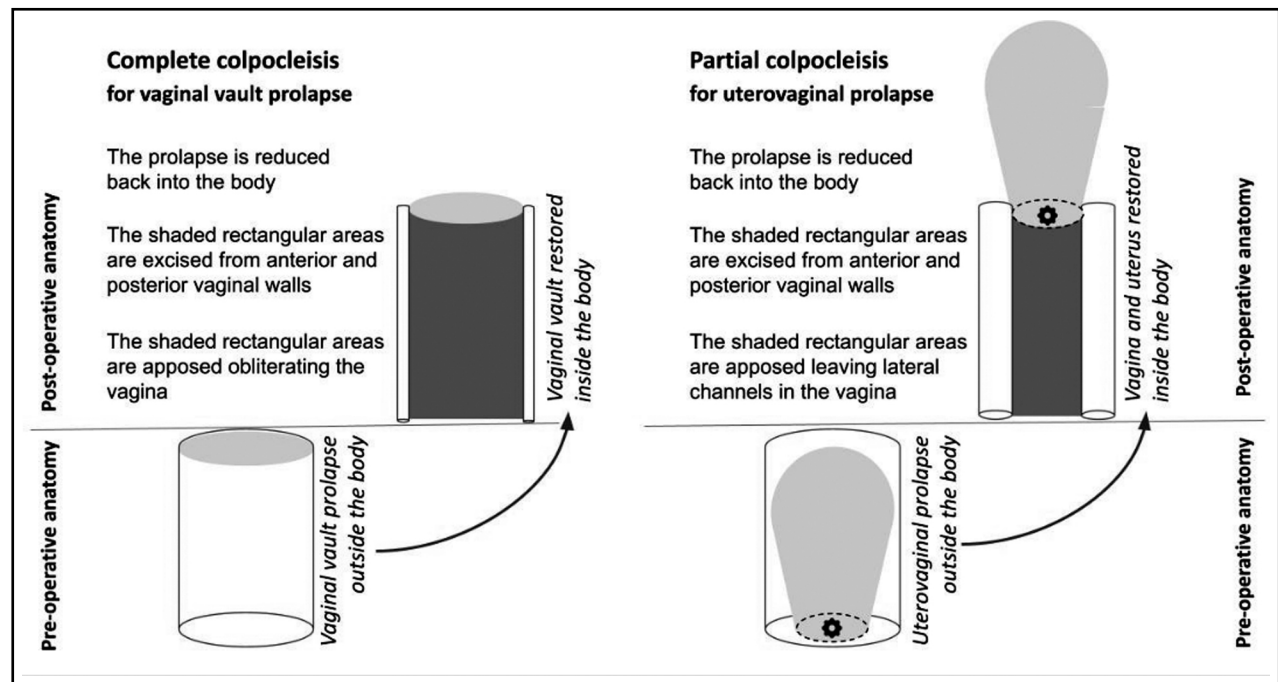 Complete colpocleisis
for vaginal vault prolapse
The prolapse is reduced
back into the body
The shaded rectangular areas
are excised from anterior and
posterior vaginal walls
The shaded rectangular areas
are apposed obliterating the
vagina
Post-operative anatomy
Vaginal vault restored
inside the body
Pre-operative anatomy
Vaginal vault prolapse
outside the body
Partial colpocleisis
for uterovaginal prolapse
The prolapse is reduced
back into the body
The shaded rectangular areas
are excised from anterior and
posterior vaginal walls
The shaded rectangular areas
are apposed leaving lateral
channels in the vagina
Vagina and uterus restored
inside the body
Post-operative anatomy
Uterovaginal prolapse
outside the body
Pre-operative anatomy